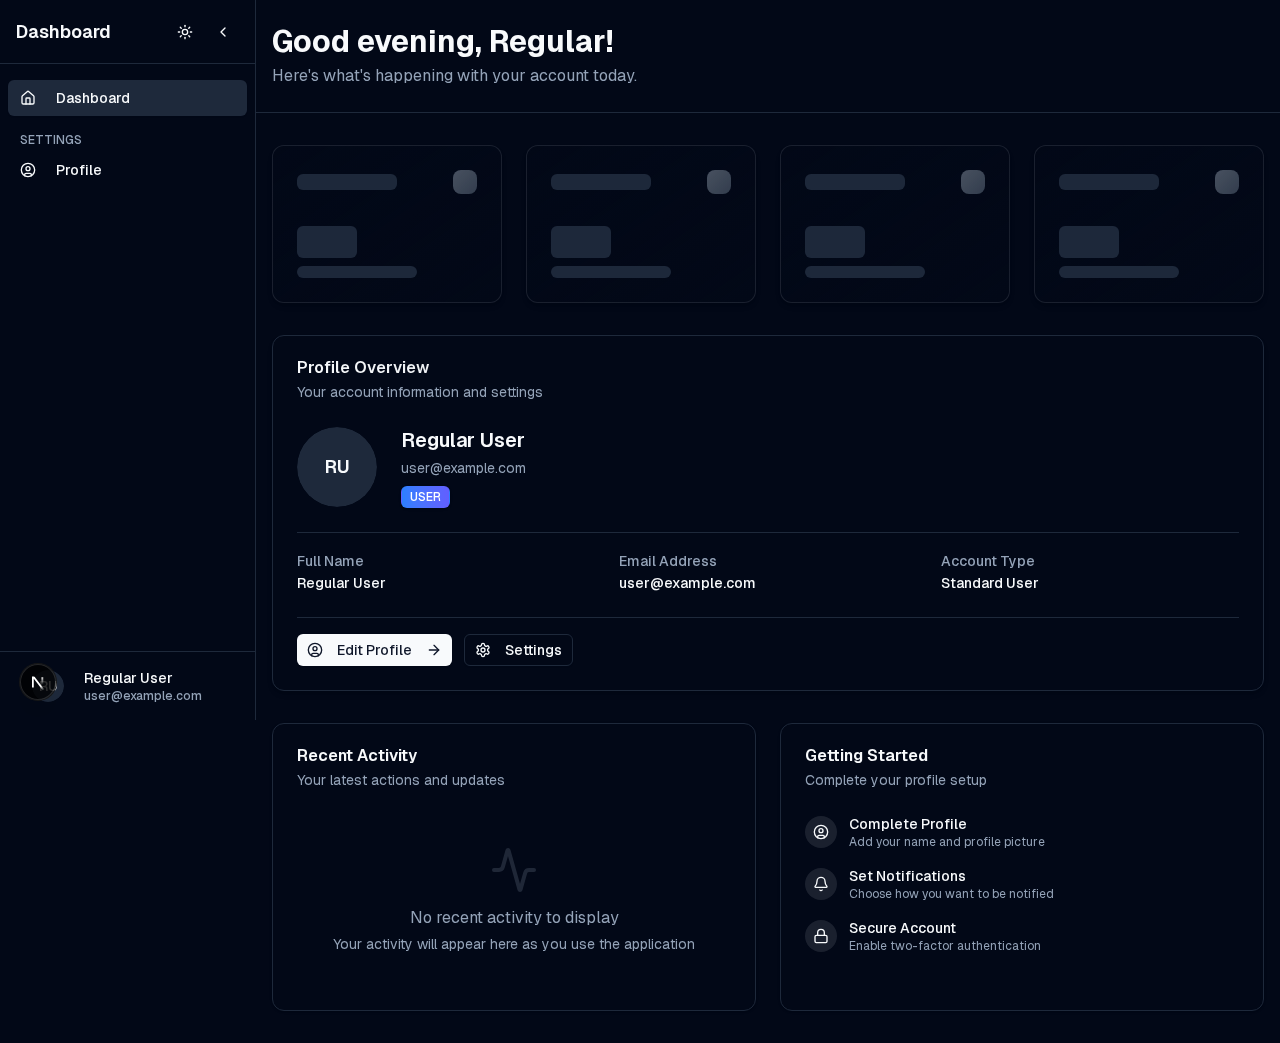 Dashboard
Dashboard
SETTINGS
Profile
Good evening, Regular!
Here's what's happening with your account today.
Profile Overview
Your account information and settings
RU
Regular User
user@example.com
USER
Full Name
Regular User
Email Address
user@example.com
Account Type
Standard User
Edit Profile
Settings
N
RU
Regular User
user@example.com
Recent Activity
Your latest actions and updates
No recent activity to display
Your activity will appear here as you use the application
Getting Started
Complete your profile setup
Complete Profile
Add your name and profile picture
Set Notifications
Choose how you want to be notified
Secure Account
Enable two-factor authentication